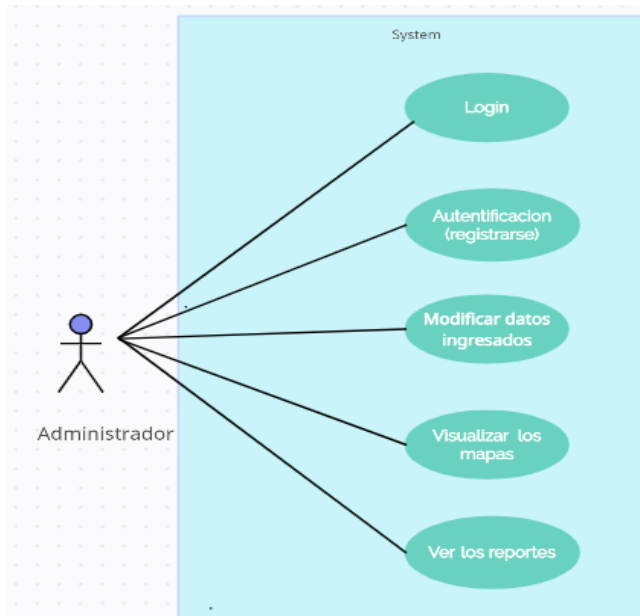 System
Login
Autentificacion
(registrarse)
Modificar datos
ingresados
Administrador
Visualizar los
mapas
Ver los reportes